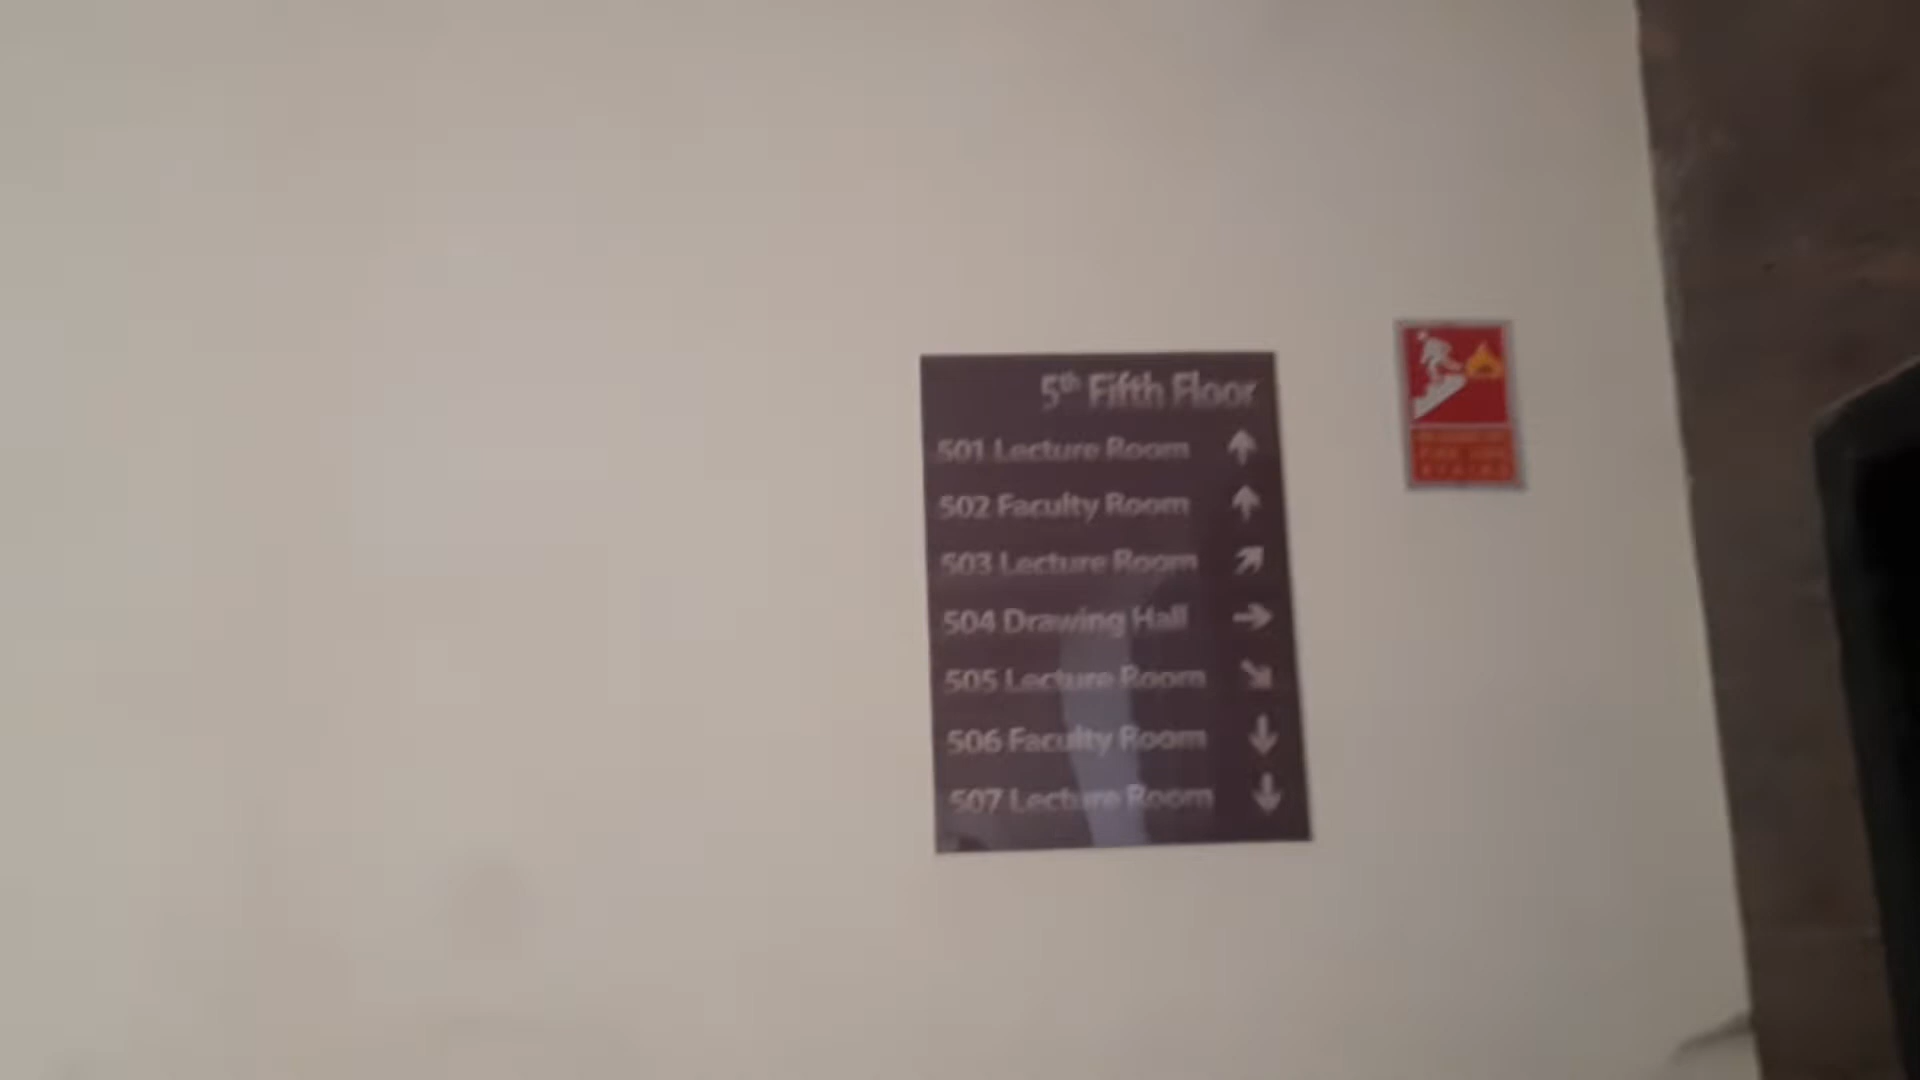 5th Fifth Floor
501 Lecture Room
502 Faculty Room
503 Lecture Room
504 Drawing Hall
505 Lecture Room
506 Faculty Room
507 Lecture Room